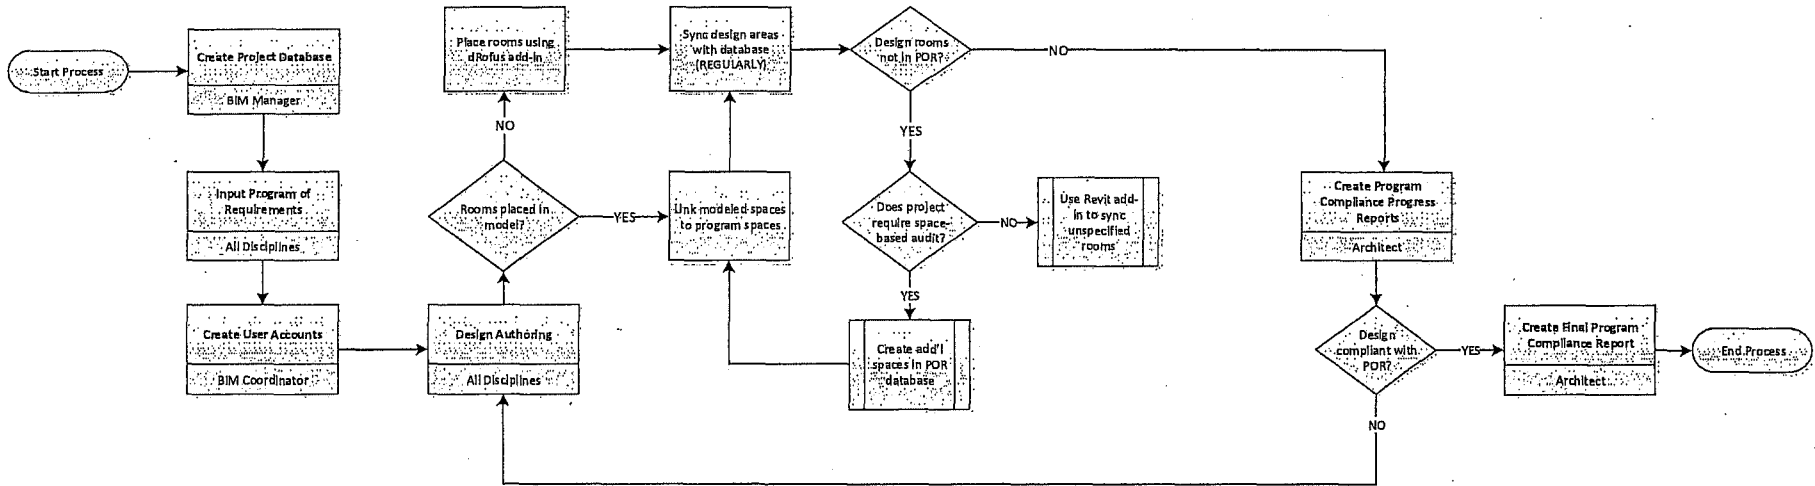 Start Process
Create Project Database
BIM Manager
Input Program of
Requirements
All Disciplines
Create User Accounts
BIM Coordinator
Design Authoring
All Disciplines
Rooms placed in
model?
NO
YES
Place rooms using
dRofus add-in
Link modeled spaces
to program spaces
Sync design areas
with database
(REGULARLY)
Design rooms
not in POR?
NO
YES
Does project
require space-
based audit?
NO
YES
Use Revit add-
in to sync
unspecified
rooms
Create add'l
spaces in POR
database
Create Program
Compliance Progress
Reports
Architect
Design
compliant with
POR?
YES
NO
Create Final Program
Compliance Report
Architect
End Process